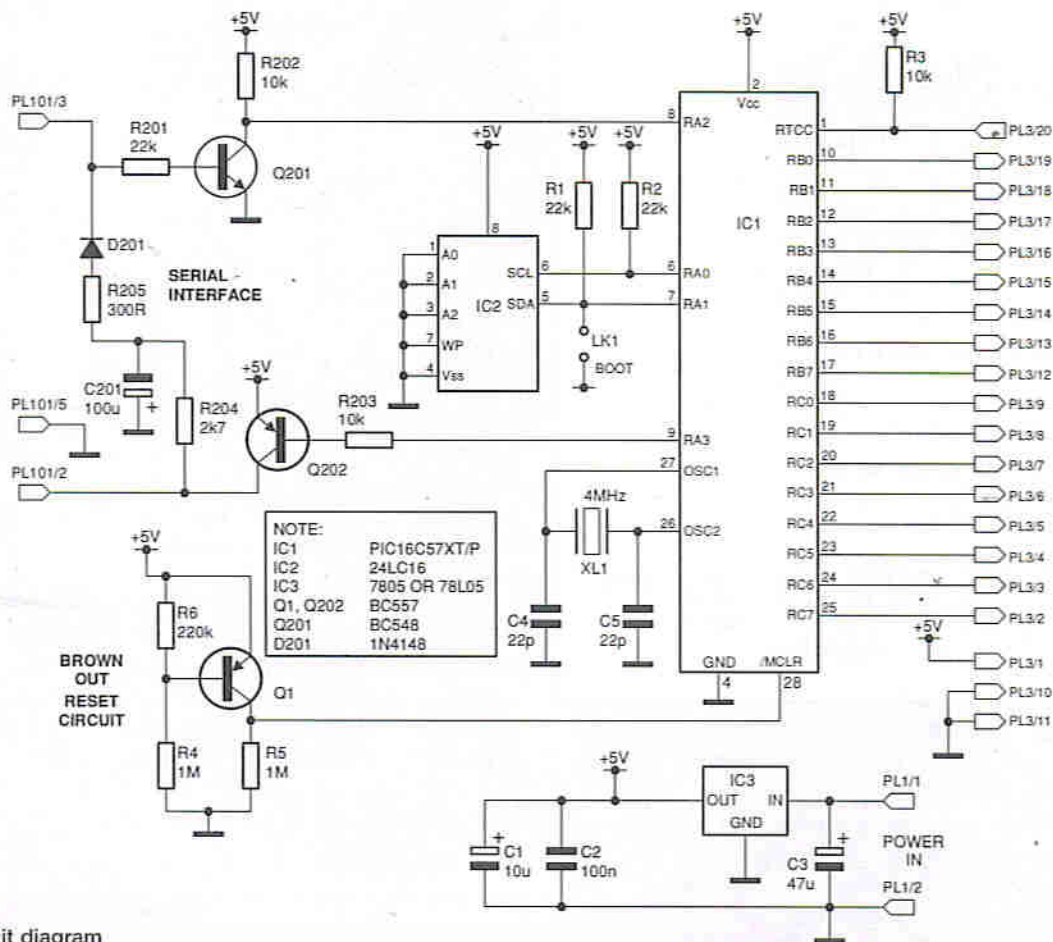 +5V
R202
10k
PL101/3
R201
22k
Q201
D201
R205
300R
SERIAL
INTERFACE
C201
100u
+
PL101/5
PL101/2
R204
2k7
+5V
Q202
R203
10k
+5V
8
1 A0
2 A1
3 A2
7 WP
4 Vss
SCL 6
IC2 SDA 5
+5V
R1
22k
+5V
R2
22k
LK1
BOOT
+5V
2
Vcc
IC1
8 RA2
6 RA0
7 RA1
9 RA3
27 OSC1
26 OSC2
4MHz
XL1
C4
22p
C5
22p
GND
4
/MCLR
28
+5V
R3
10k
RTCC 1 PL3/20
RB0 10 PL3/19
RB1 11 PL3/18
RB2 12 PL3/17
RB3 13 PL3/16
RB4 14 PL3/15
RB5 15 PL3/14
RB6 16 PL3/13
RB7 17 PL3/12
RC0 18 PL3/9
RC1 19 PL3/8
RC2 20 PL3/7
RC3 21 PL3/6
RC4 22 PL3/5
RC5 23 PL3/4
RC6 24 PL3/3
RC7 25 PL3/2
+5V
PL3/1
PL3/10
PL3/11
NOTE:
IC1 PIC16C57XT/P
IC2 24LC16
IC3 7805 OR 78L05
Q1, Q202 BC557
Q201 BC548
D201 1N4148
+5V
R6
220k
BROWN
OUT
RESET
CIRCUIT
Q1
R4
1M
R5
1M
+5V
IC3
OUT IN
GND
+
C1
10u
C2
100n
+
C3
47u
PL1/1
POWER
IN
PL1/2
it diagram